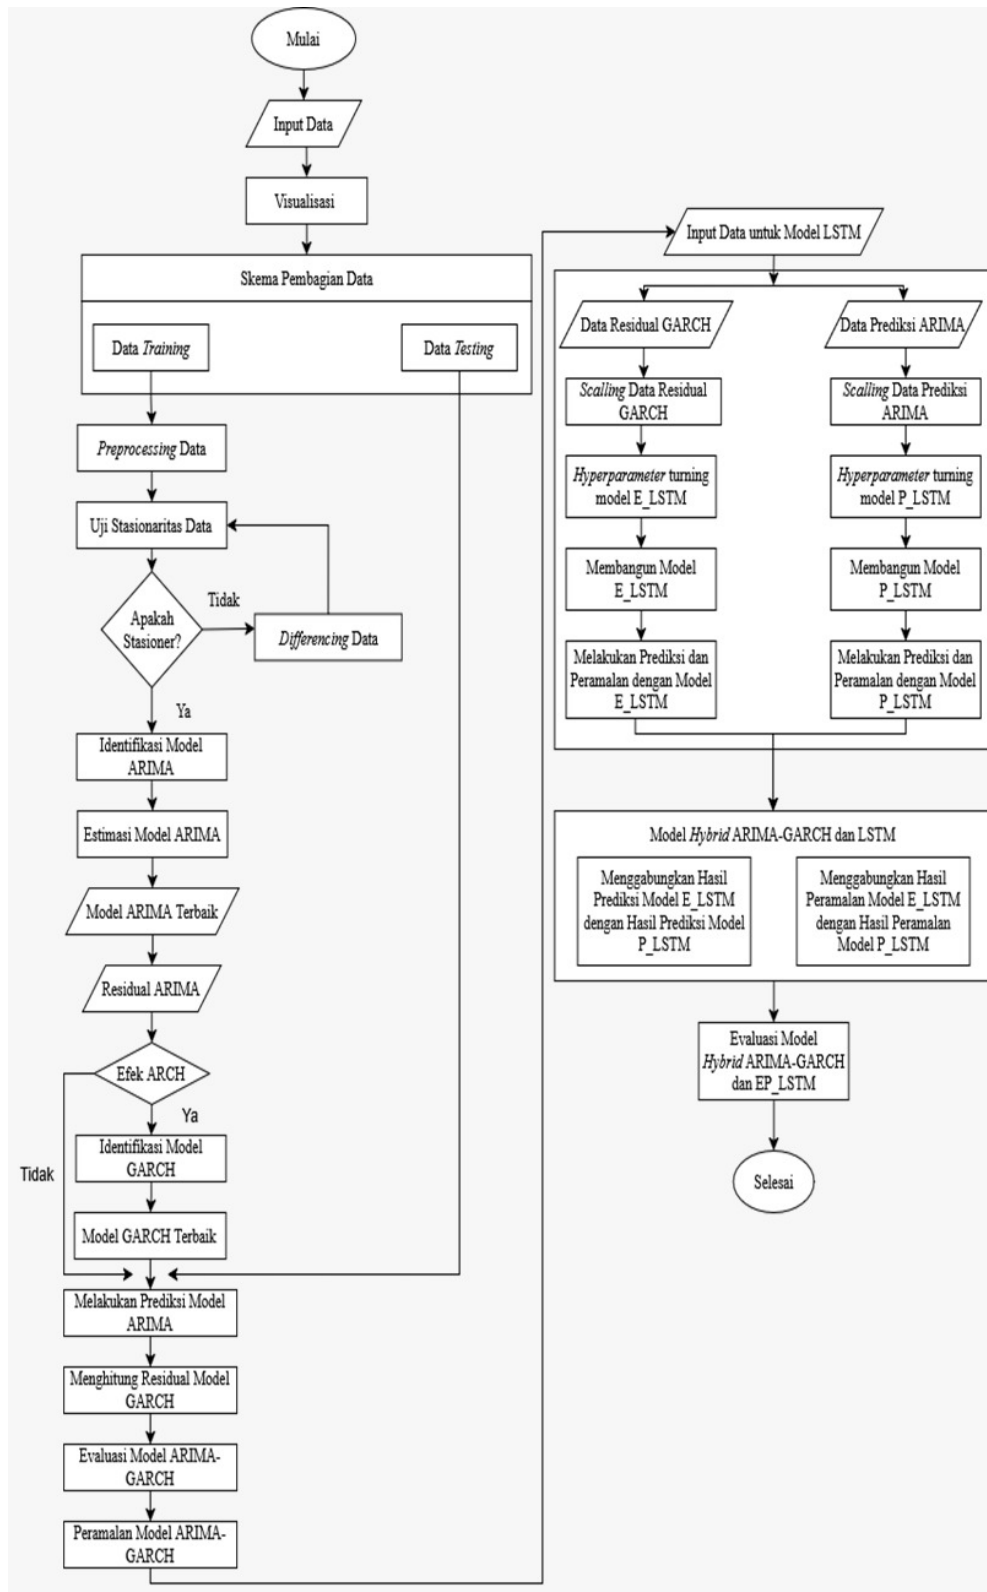 Mulai
Input Data
Visualisasi
Skema Pembagian Data
Data Training
Data Testing
Preprocessing Data
Uji Stasionaritas Data
Apakah
Stasioner?
Tidak
Differencing Data
Ya
Identifikasi Model
ARIMA
Estimasi Model ARIMA
Model ARIMA Terbaik
Residual ARIMA
Efek ARCH
Ya
Tidak
Identifikasi Model
GARCH
Model GARCH Terbaik
Melakukan Prediksi Model
ARIMA
Menghitung Residual Model
GARCH
Evaluasi Model ARIMA-
GARCH
Peramalan Model ARIMA-
GARCH
Input Data untuk Model LSTM
Data Residual GARCH
Scalling Data Residual
GARCH
Hyperparameter turning
model E_LSTM
Membangun Model
E_LSTM
Melakukan Prediksi dan
Peramalan dengan Model
E_LSTM
Data Prediksi ARIMA
Scalling Data Prediksi
ARIMA
Hyperparameter turning
model P_LSTM
Membangun Model
P_LSTM
Melakukan Prediksi dan
Peramalan dengan Model
P_LSTM
Model Hybrid ARIMA-GARCH dan LSTM
Menggabungkan Hasil
Prediksi Model E_LSTM
dengan Hasil Prediksi Model
P_LSTM
Menggabungkan Hasil
Peramalan Model E_LSTM
dengan Hasil Peramalan
Model P_LSTM
Evaluasi Model
Hybrid ARIMA-GARCH
dan EP_LSTM
Selesai